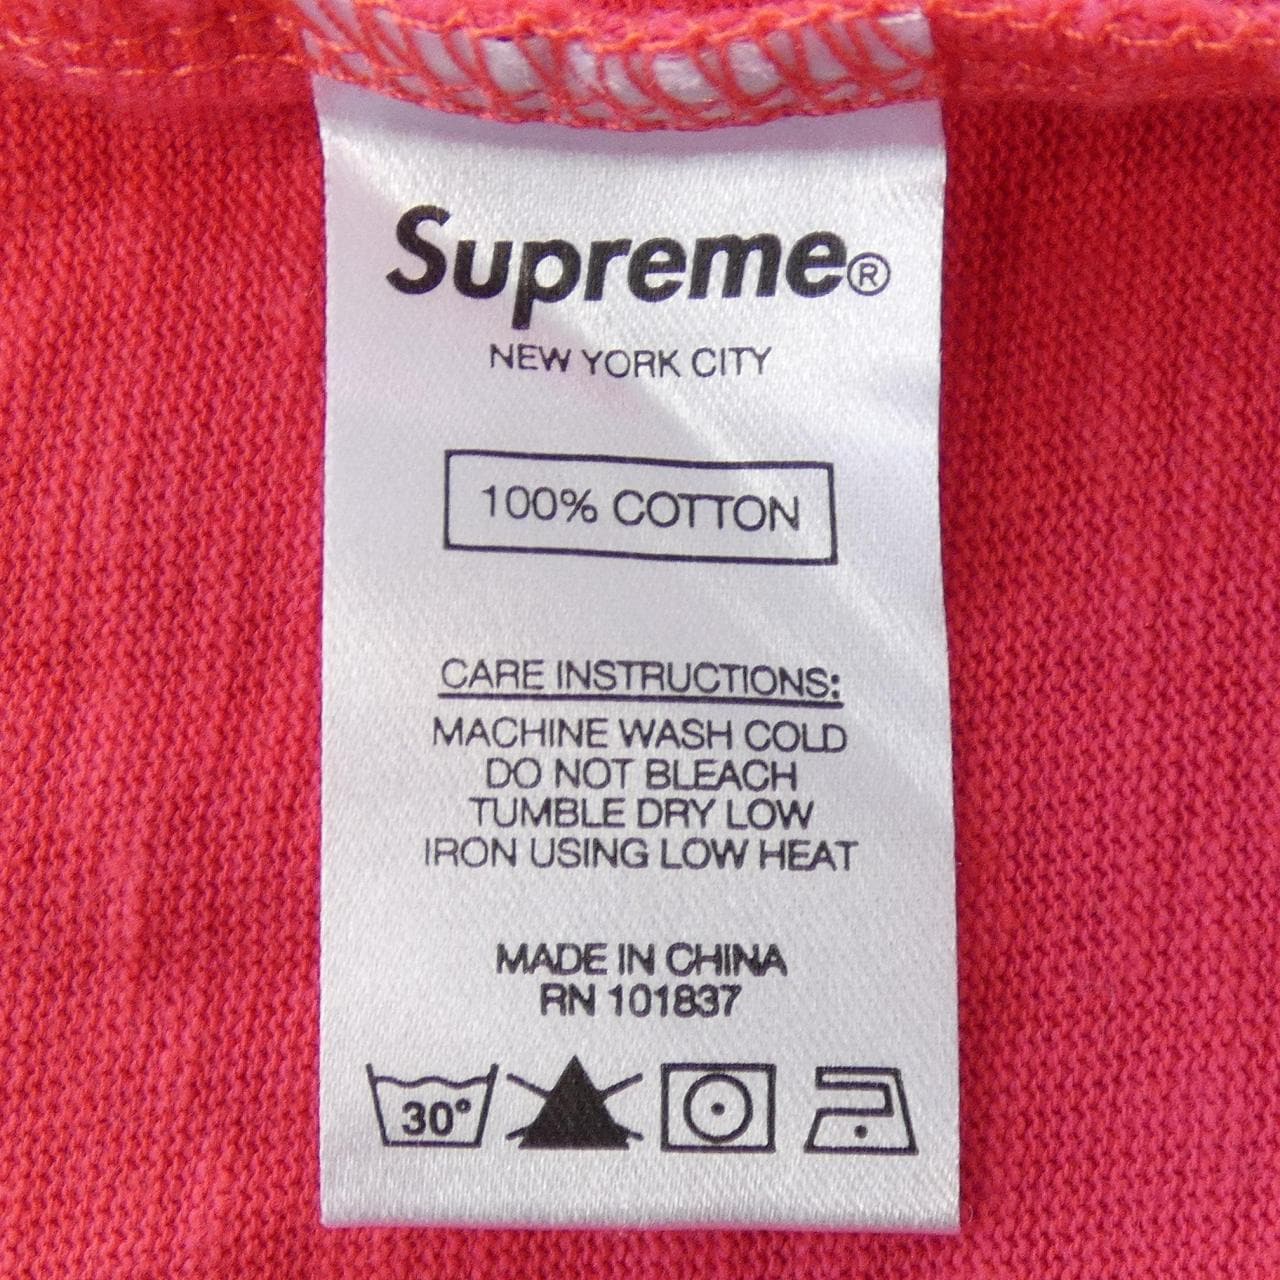 Supreme®
NEW YORK CITY
100% COTTON
CARE INSTRUCTIONS:
MACHINE WASH COLD
DO NOT BLEACH
TUMBLE DRY LOW
IRON USING LOW HEAT
MADE IN CHINA
RN 101837
30°